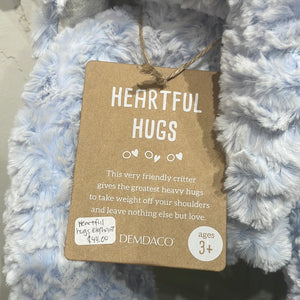 HEARTFUL
HUGS
This very friendly critter
gives the greatest heavy hugs
to take weight off your shoulders
and leave nothing else but love.
Heartful
hugs
$44.00
DEMDACO
ages
3+